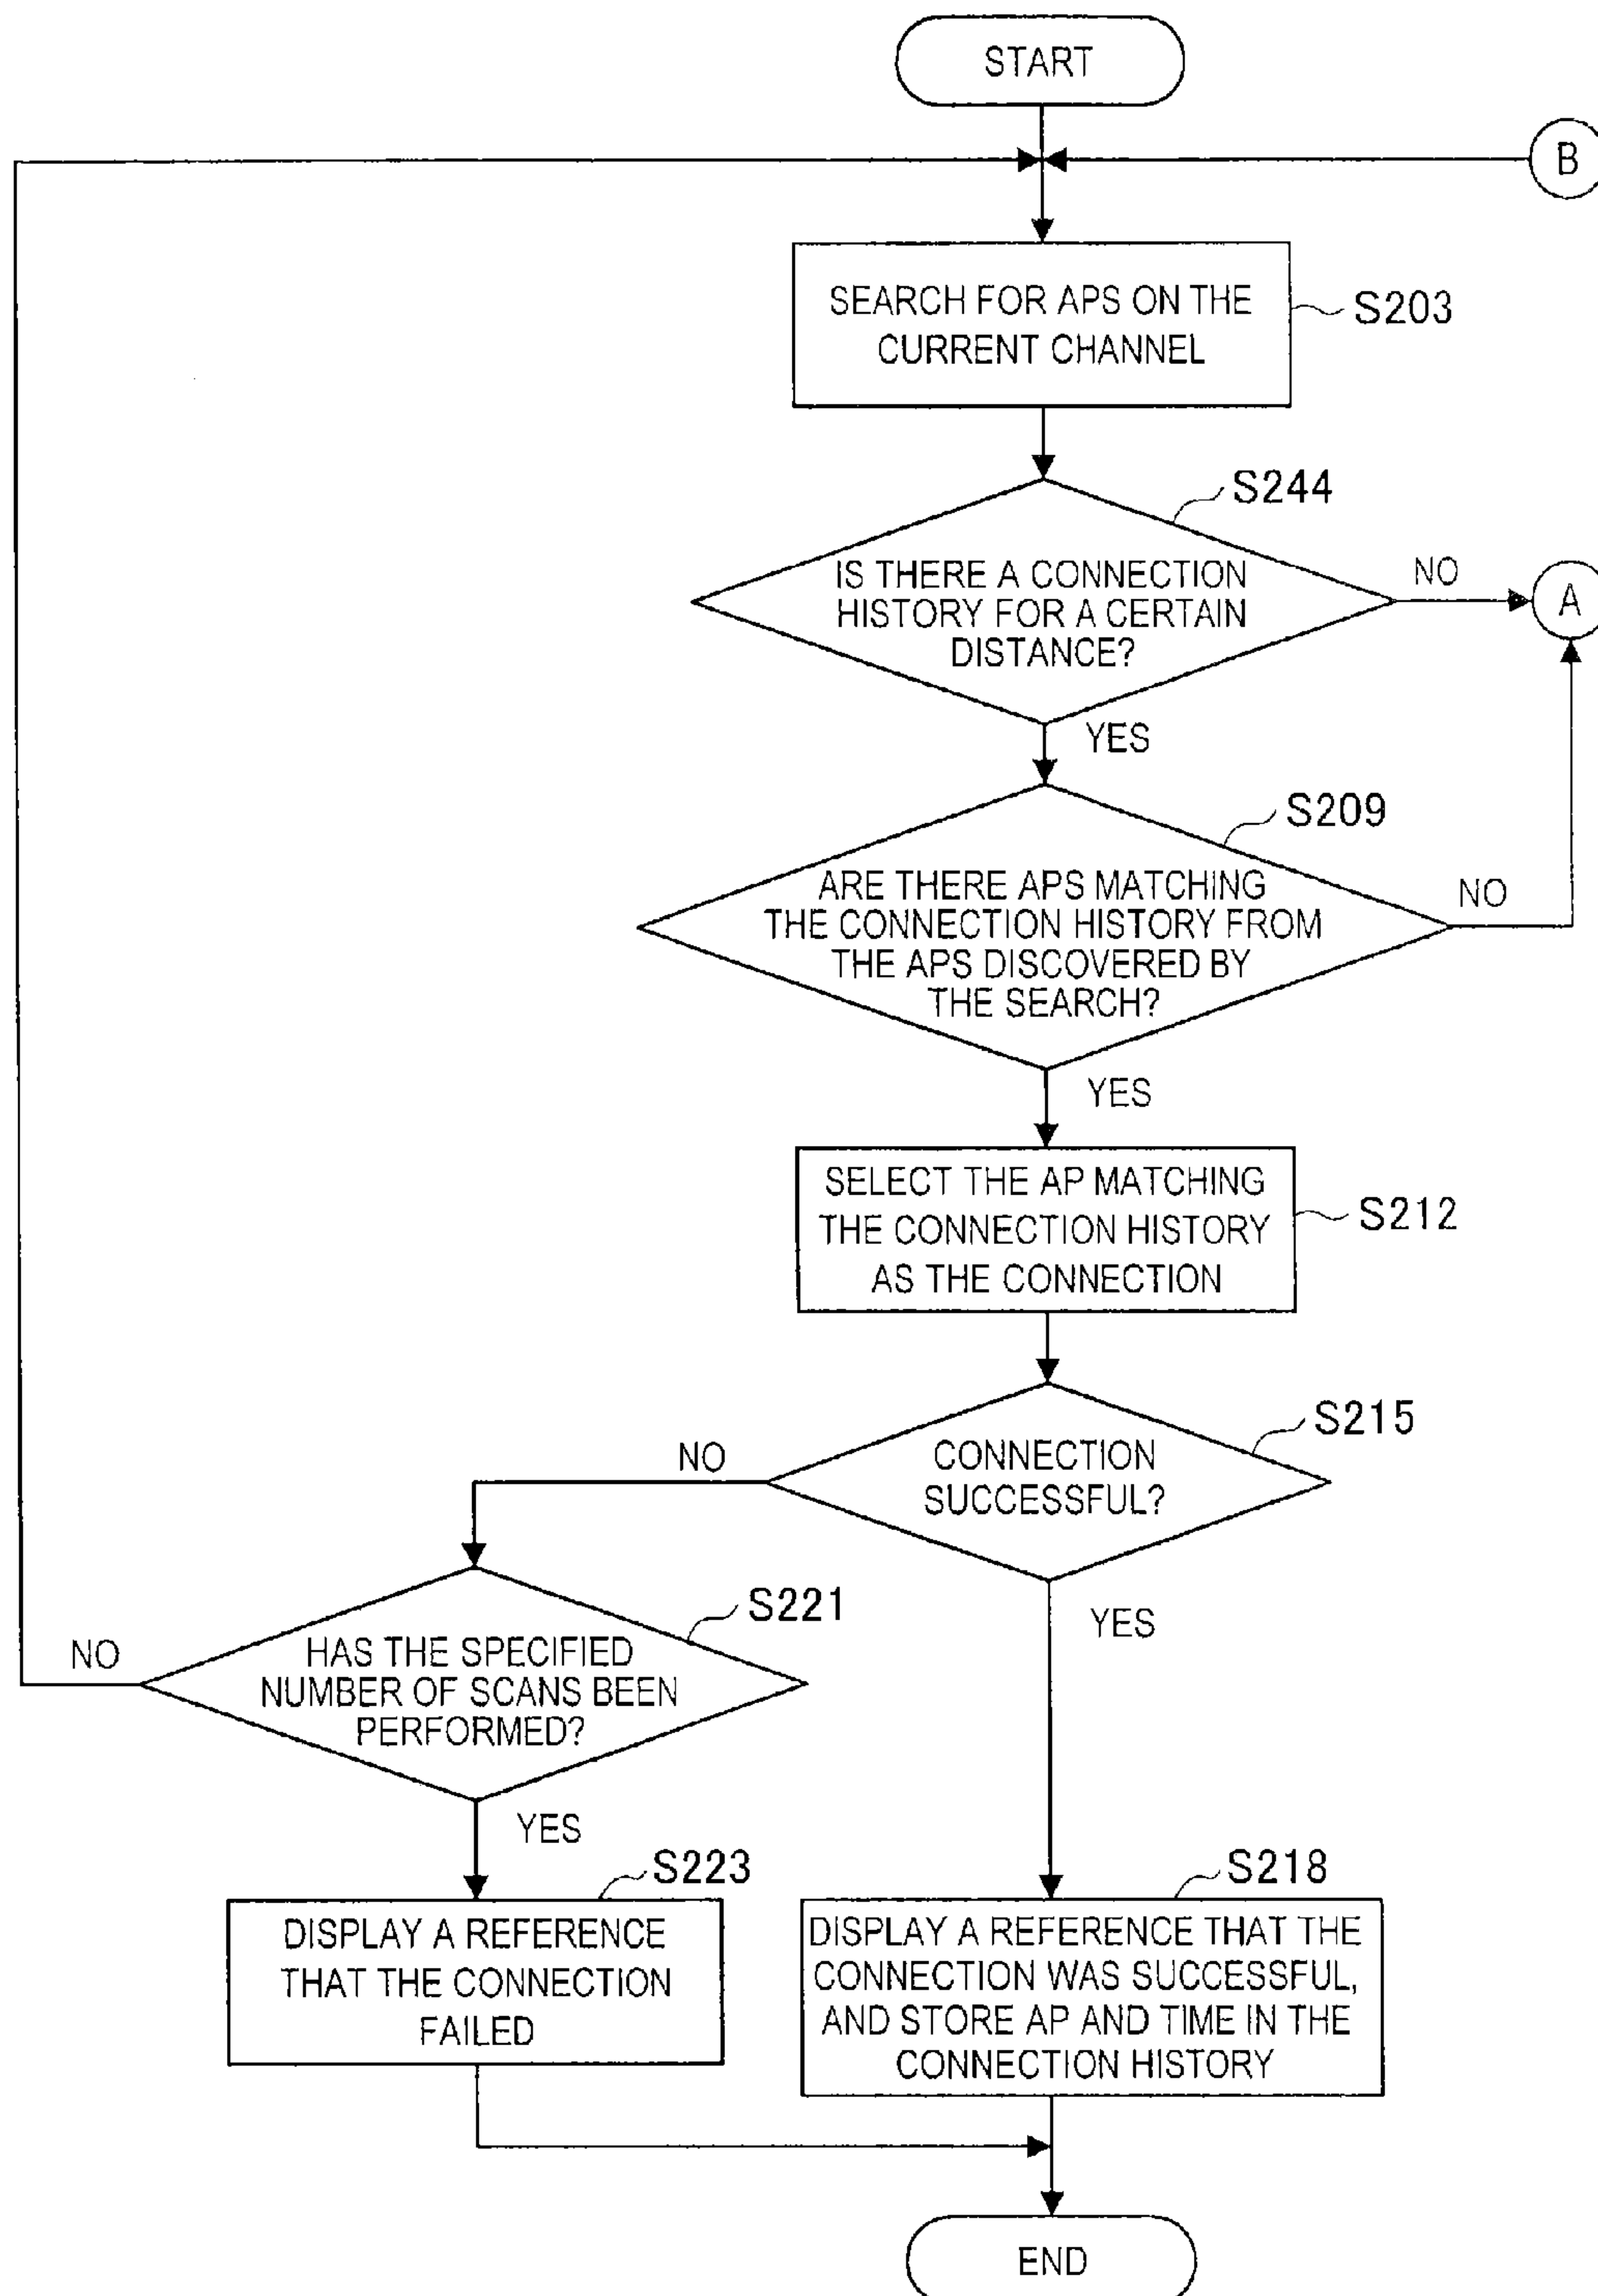 START
B
SEARCH FOR APS ON THE
CURRENT CHANNEL
S203
S244
IS THERE A CONNECTION
HISTORY FOR A CERTAIN
DISTANCE?
NO
A
YES
S209
ARE THERE APS MATCHING
THE CONNECTION HISTORY FROM
THE APS DISCOVERED BY
THE SEARCH?
NO
YES
SELECT THE AP MATCHING
THE CONNECTION HISTORY
AS THE CONNECTION
S212
S215
CONNECTION
SUCCESSFUL?
NO
YES
S221
HAS THE SPECIFIED
NUMBER OF SCANS BEEN
PERFORMED?
NO
YES
S223
DISPLAY A REFERENCE
THAT THE CONNECTION
FAILED
S218
DISPLAY A REFERENCE THAT THE
CONNECTION WAS SUCCESSFUL,
AND STORE AP AND TIME IN THE
CONNECTION HISTORY
END